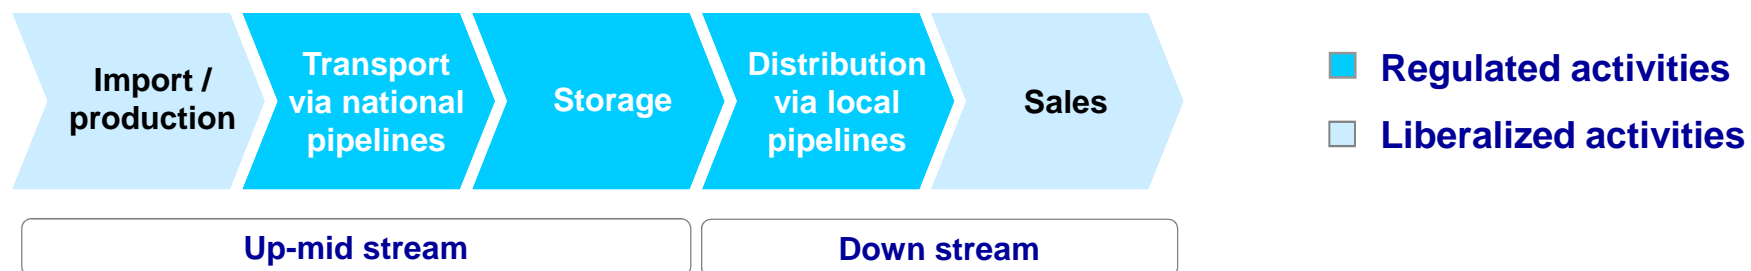 Import /
production
Transport
via national
pipelines
Storage
Distribution
via local
pipelines
Sales
Regulated activities
Liberalized activities
Up-mid stream
Down stream